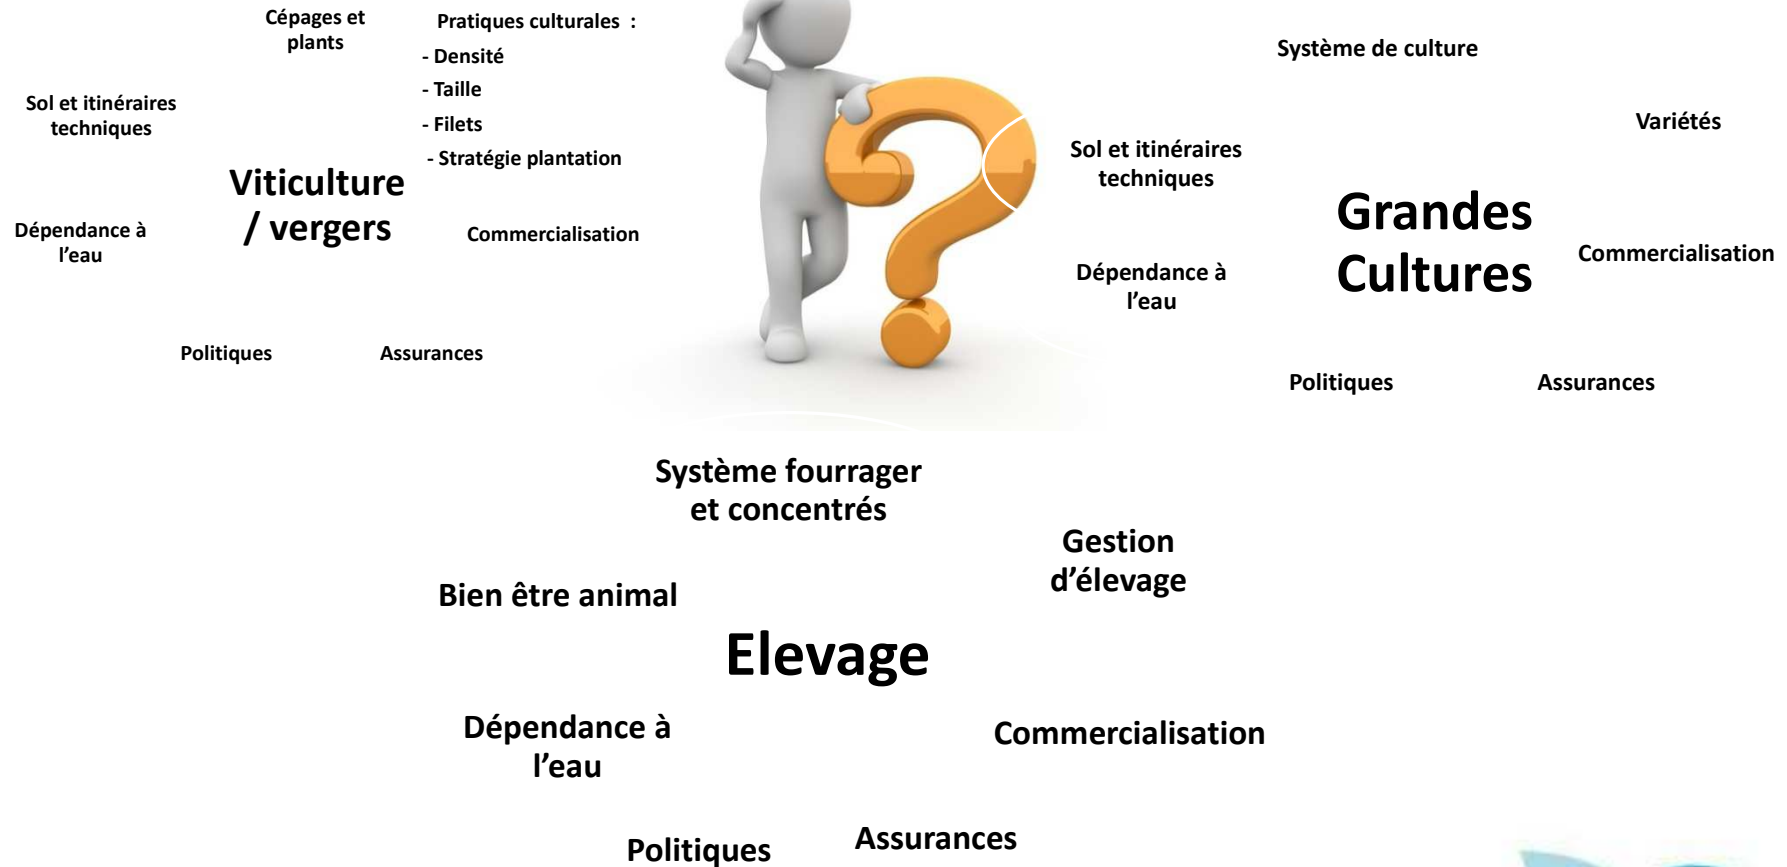 Cépages et
plants
Pratiques culturales :
- Densité
- Taille
- Filets
- Stratégie plantation
Sol et itinéraires
techniques
Viticulture
/ vergers
Dépendance à
l’eau
Commercialisation
Politiques
Assurances
Système de culture
Variétés
Sol et itinéraires
techniques
Grandes
Cultures
Commercialisation
Dépendance à
l’eau
Politiques
Assurances
Système fourrager
et concentrés
Gestion
d’élevage
Bien être animal
Elevage
Dépendance à
l’eau
Commercialisation
Politiques
Assurances